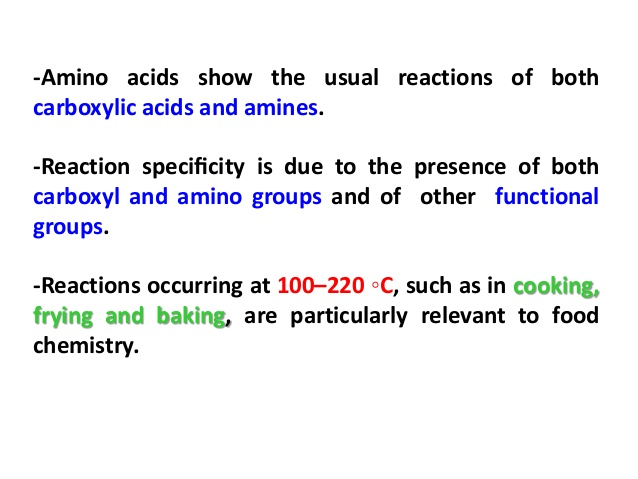 -Amino acids show the usual reactions of both
carboxylic acids and amines.
-Reaction specificity is due to the presence of both
carboxyl and amino groups and of other functional
groups.
-Reactions occurring at 100–220 ◦C, such as in cooking,
frying and baking, are particularly relevant to food
chemistry.